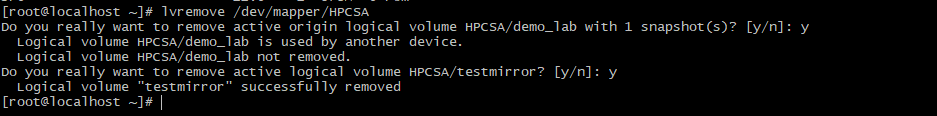 [root@localhost ~]# lvremove /dev/mapper/HPCSA
Do you really want to remove active origin logical volume HPCSA/demo_lab with 1 snapshot(s)? [y/n]: y
  Logical volume HPCSA/demo_lab is used by another device.
  Logical volume HPCSA/demo_lab not removed.
Do you really want to remove active logical volume HPCSA/testmirror? [y/n]: y
  Logical volume "testmirror" successfully removed
[root@localhost ~]#